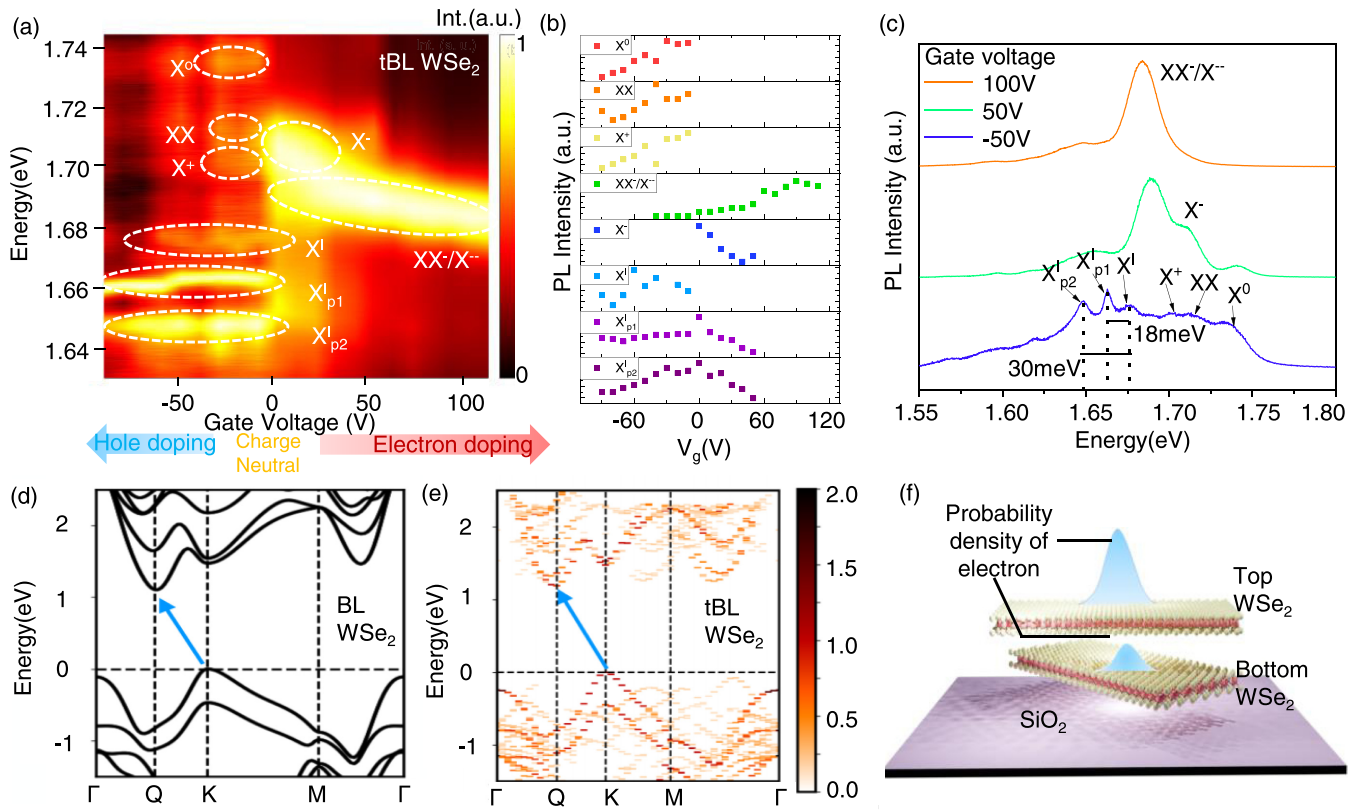 (a)
Int.(a.u.)
1.74
1.72
1.70
1.68
1.66
1.64
Energy(eV)
tBL WSe₂
X⁰
XX
X⁺
X⁻
Xᴵ
XX⁻/X⁻⁻
Xᴵp1
Xᴵp2
1
0
-50 0 50 100
Gate Voltage (V)
Hole doping
Charge
Neutral
Electron doping
(b)
PL Intensity (a.u.)
X⁰
XX
X⁺
XX⁻/X⁻⁻
X⁻
Xᴵ
Xᴵp1
Xᴵp2
-60 0 60
Vg(V)
(c)
Gate voltage
100V
50V
-50V
PL Intensity (a.u.)
XX⁻/X⁻⁻
X⁻
Xᴵp2 Xᴵp1 Xᴵ X⁺ XX X⁰
18meV
30meV
1.55 1.60 1.65 1.70 1.75 1.80
Energy(eV)
(d)
Energy(eV)
2
1
0
-1
BL
WSe₂
Γ Q K M Γ
(e)
Energy(eV)
2
1
0
-1
tBL
WSe₂
Γ Q K M Γ
2.0
1.5
1.0
0.5
0.0
(f)
Probability
density of
electron
Top
WSe₂
Bottom
WSe₂
SiO₂